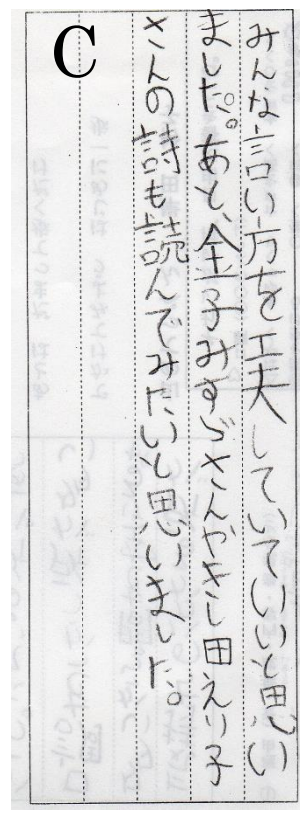 みんな言い方を工夫していていいと思い
ました。あと、金子みすゞさんやきし田えり子
さんの詩も読んでみたいと思いました。
C